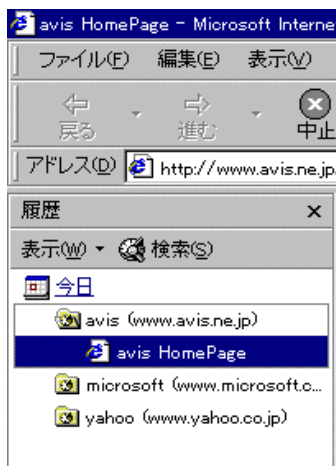 avis HomePage - Microsoft Interne
ファイル(F) 編集(E) 表示(V)
戻る 進む 中止
アドレス(D) http://www.avis.ne.jp
履歴 ×
表示(W) 検索(S)
今日
avis (www.avis.ne.jp)
avis HomePage
microsoft (www.microsoft.c...
yahoo (www.yahoo.co.jp)